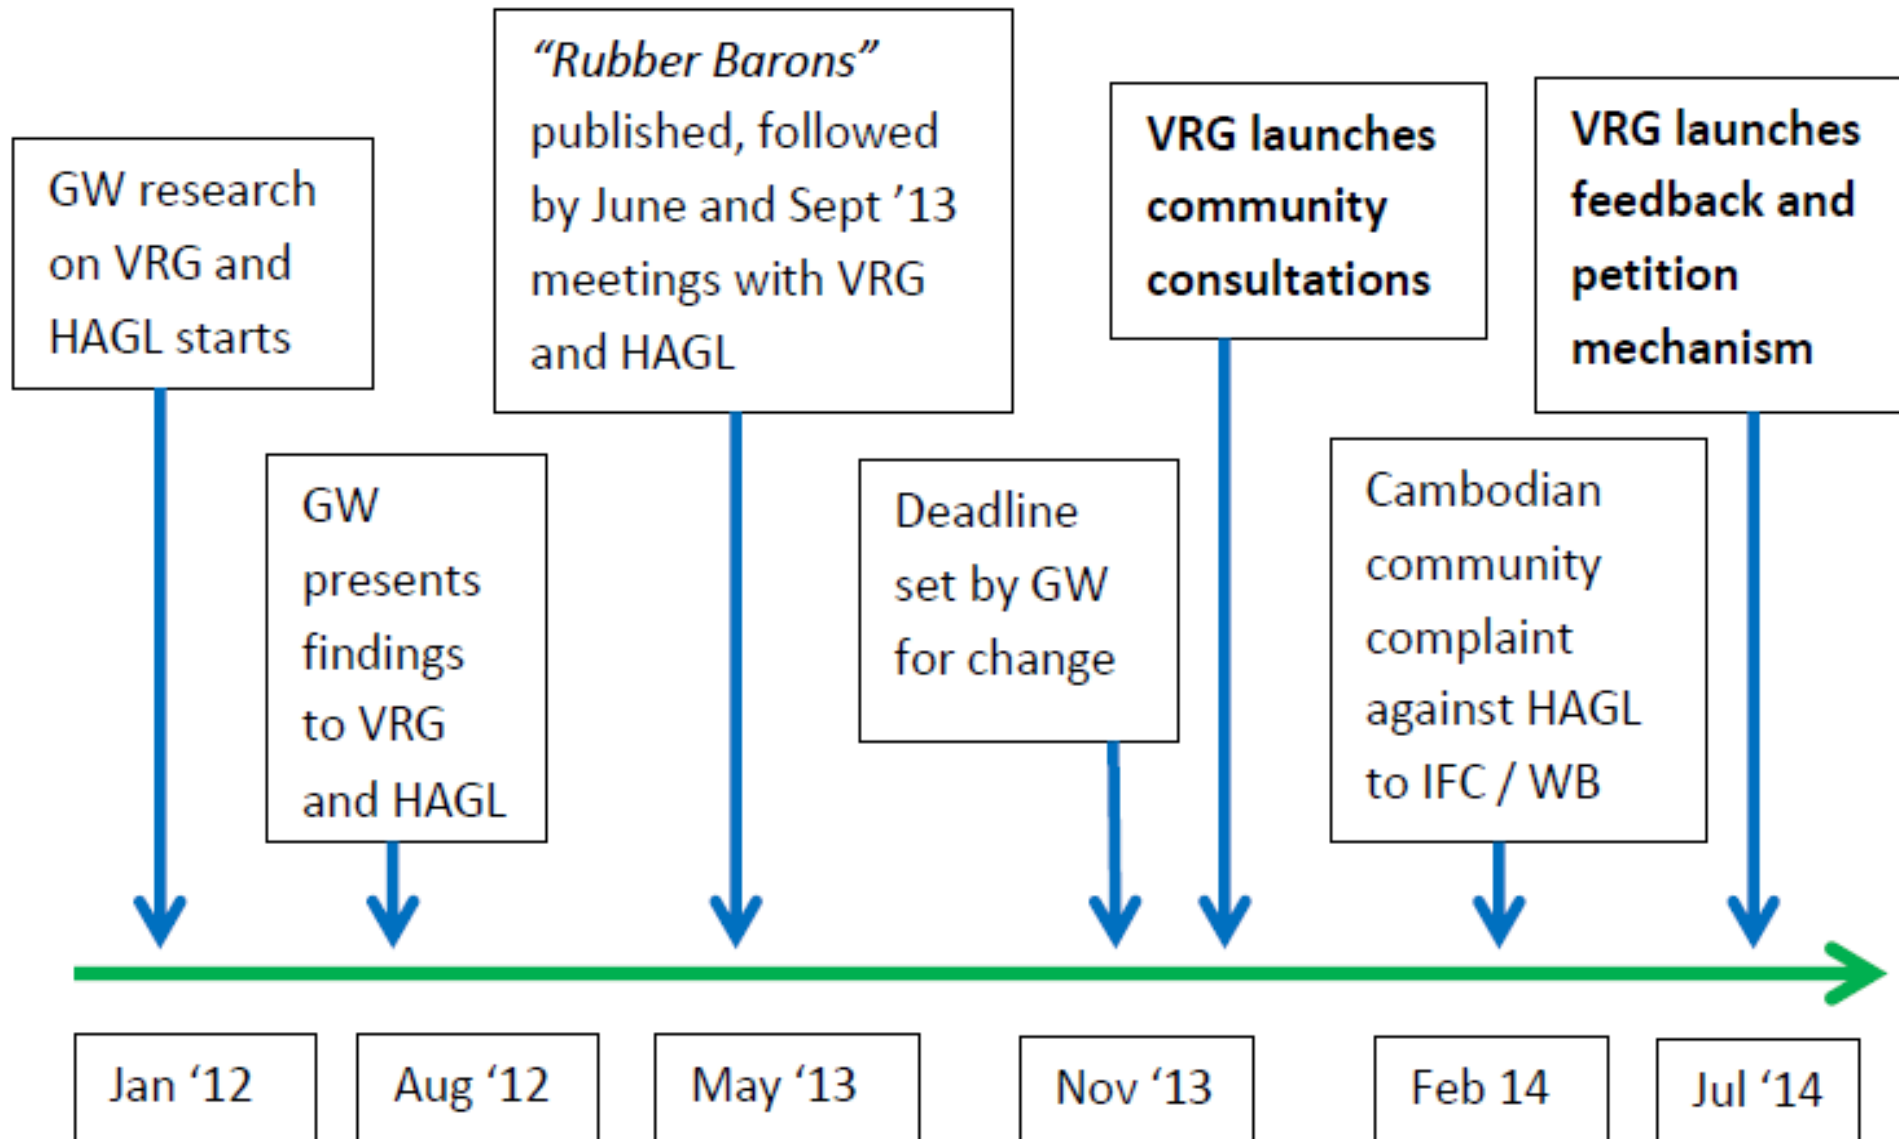 GW research
on VRG and
HAGL starts
GW
presents
findings
to VRG
and HAGL
“Rubber Barons”
published, followed
by June and Sept ’13
meetings with VRG
and HAGL
Deadline
set by GW
for change
VRG launches
community
consultations
Cambodian
community
complaint
against HAGL
to IFC / WB
VRG launches
feedback and
petition
mechanism
Jan ‘12
Aug ‘12
May ‘13
Nov ‘13
Feb 14
Jul ‘14